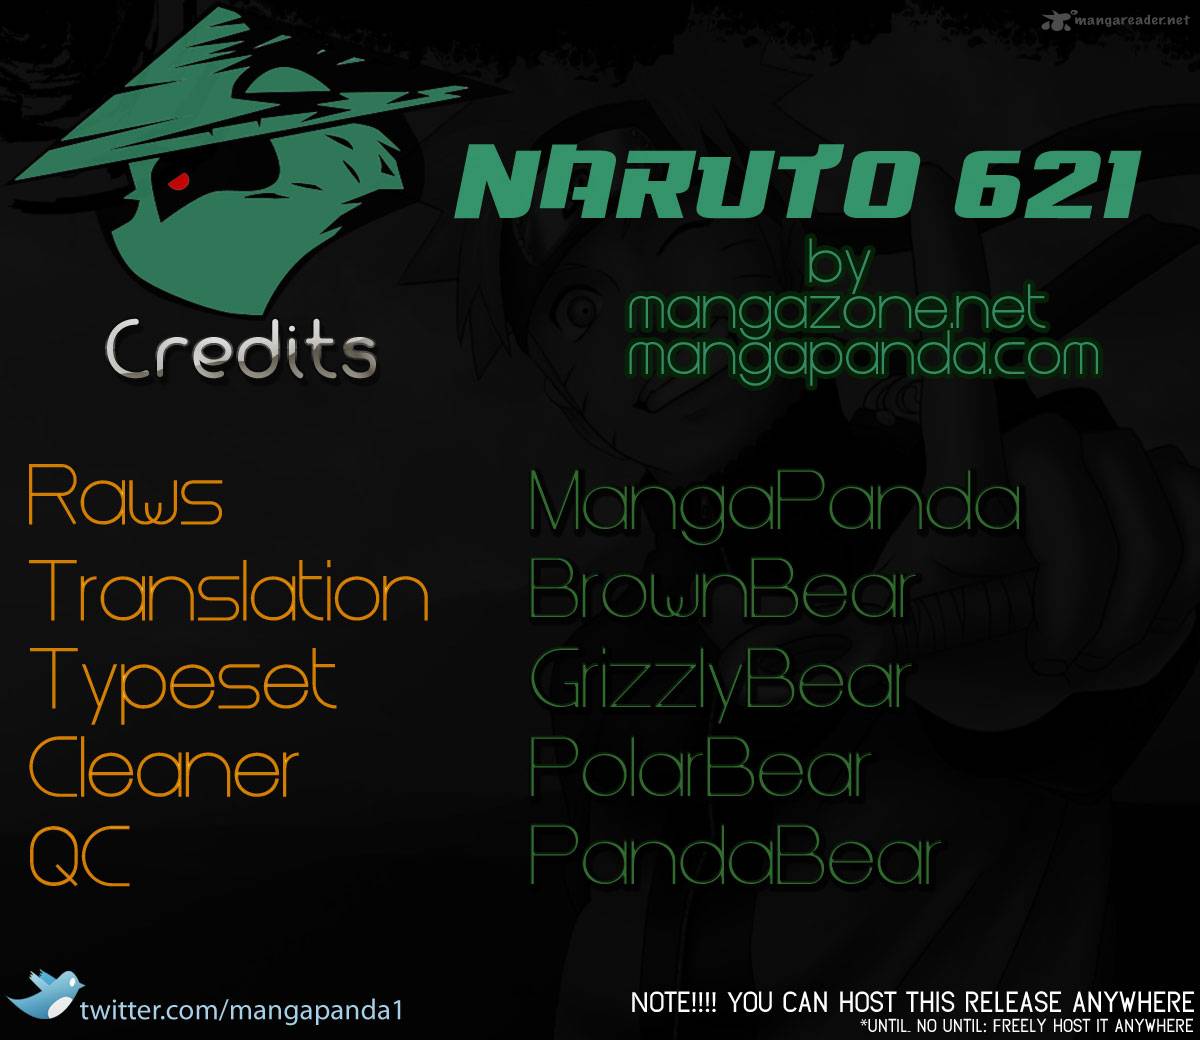 mangareader.net
NARUTO 621
by
mangazone.net
mangapanda.com
Credits
Raws MangaPanda
Translation BrownBear
Typeset GrizzlyBear
Cleaner PolarBear
QC PandaBear
twitter.com/mangapanda1
NOTE!!!! YOU CAN HOST THIS RELEASE ANYWHERE
*UNTIL. NO UNTIL: FREELY HOST IT ANYWHERE